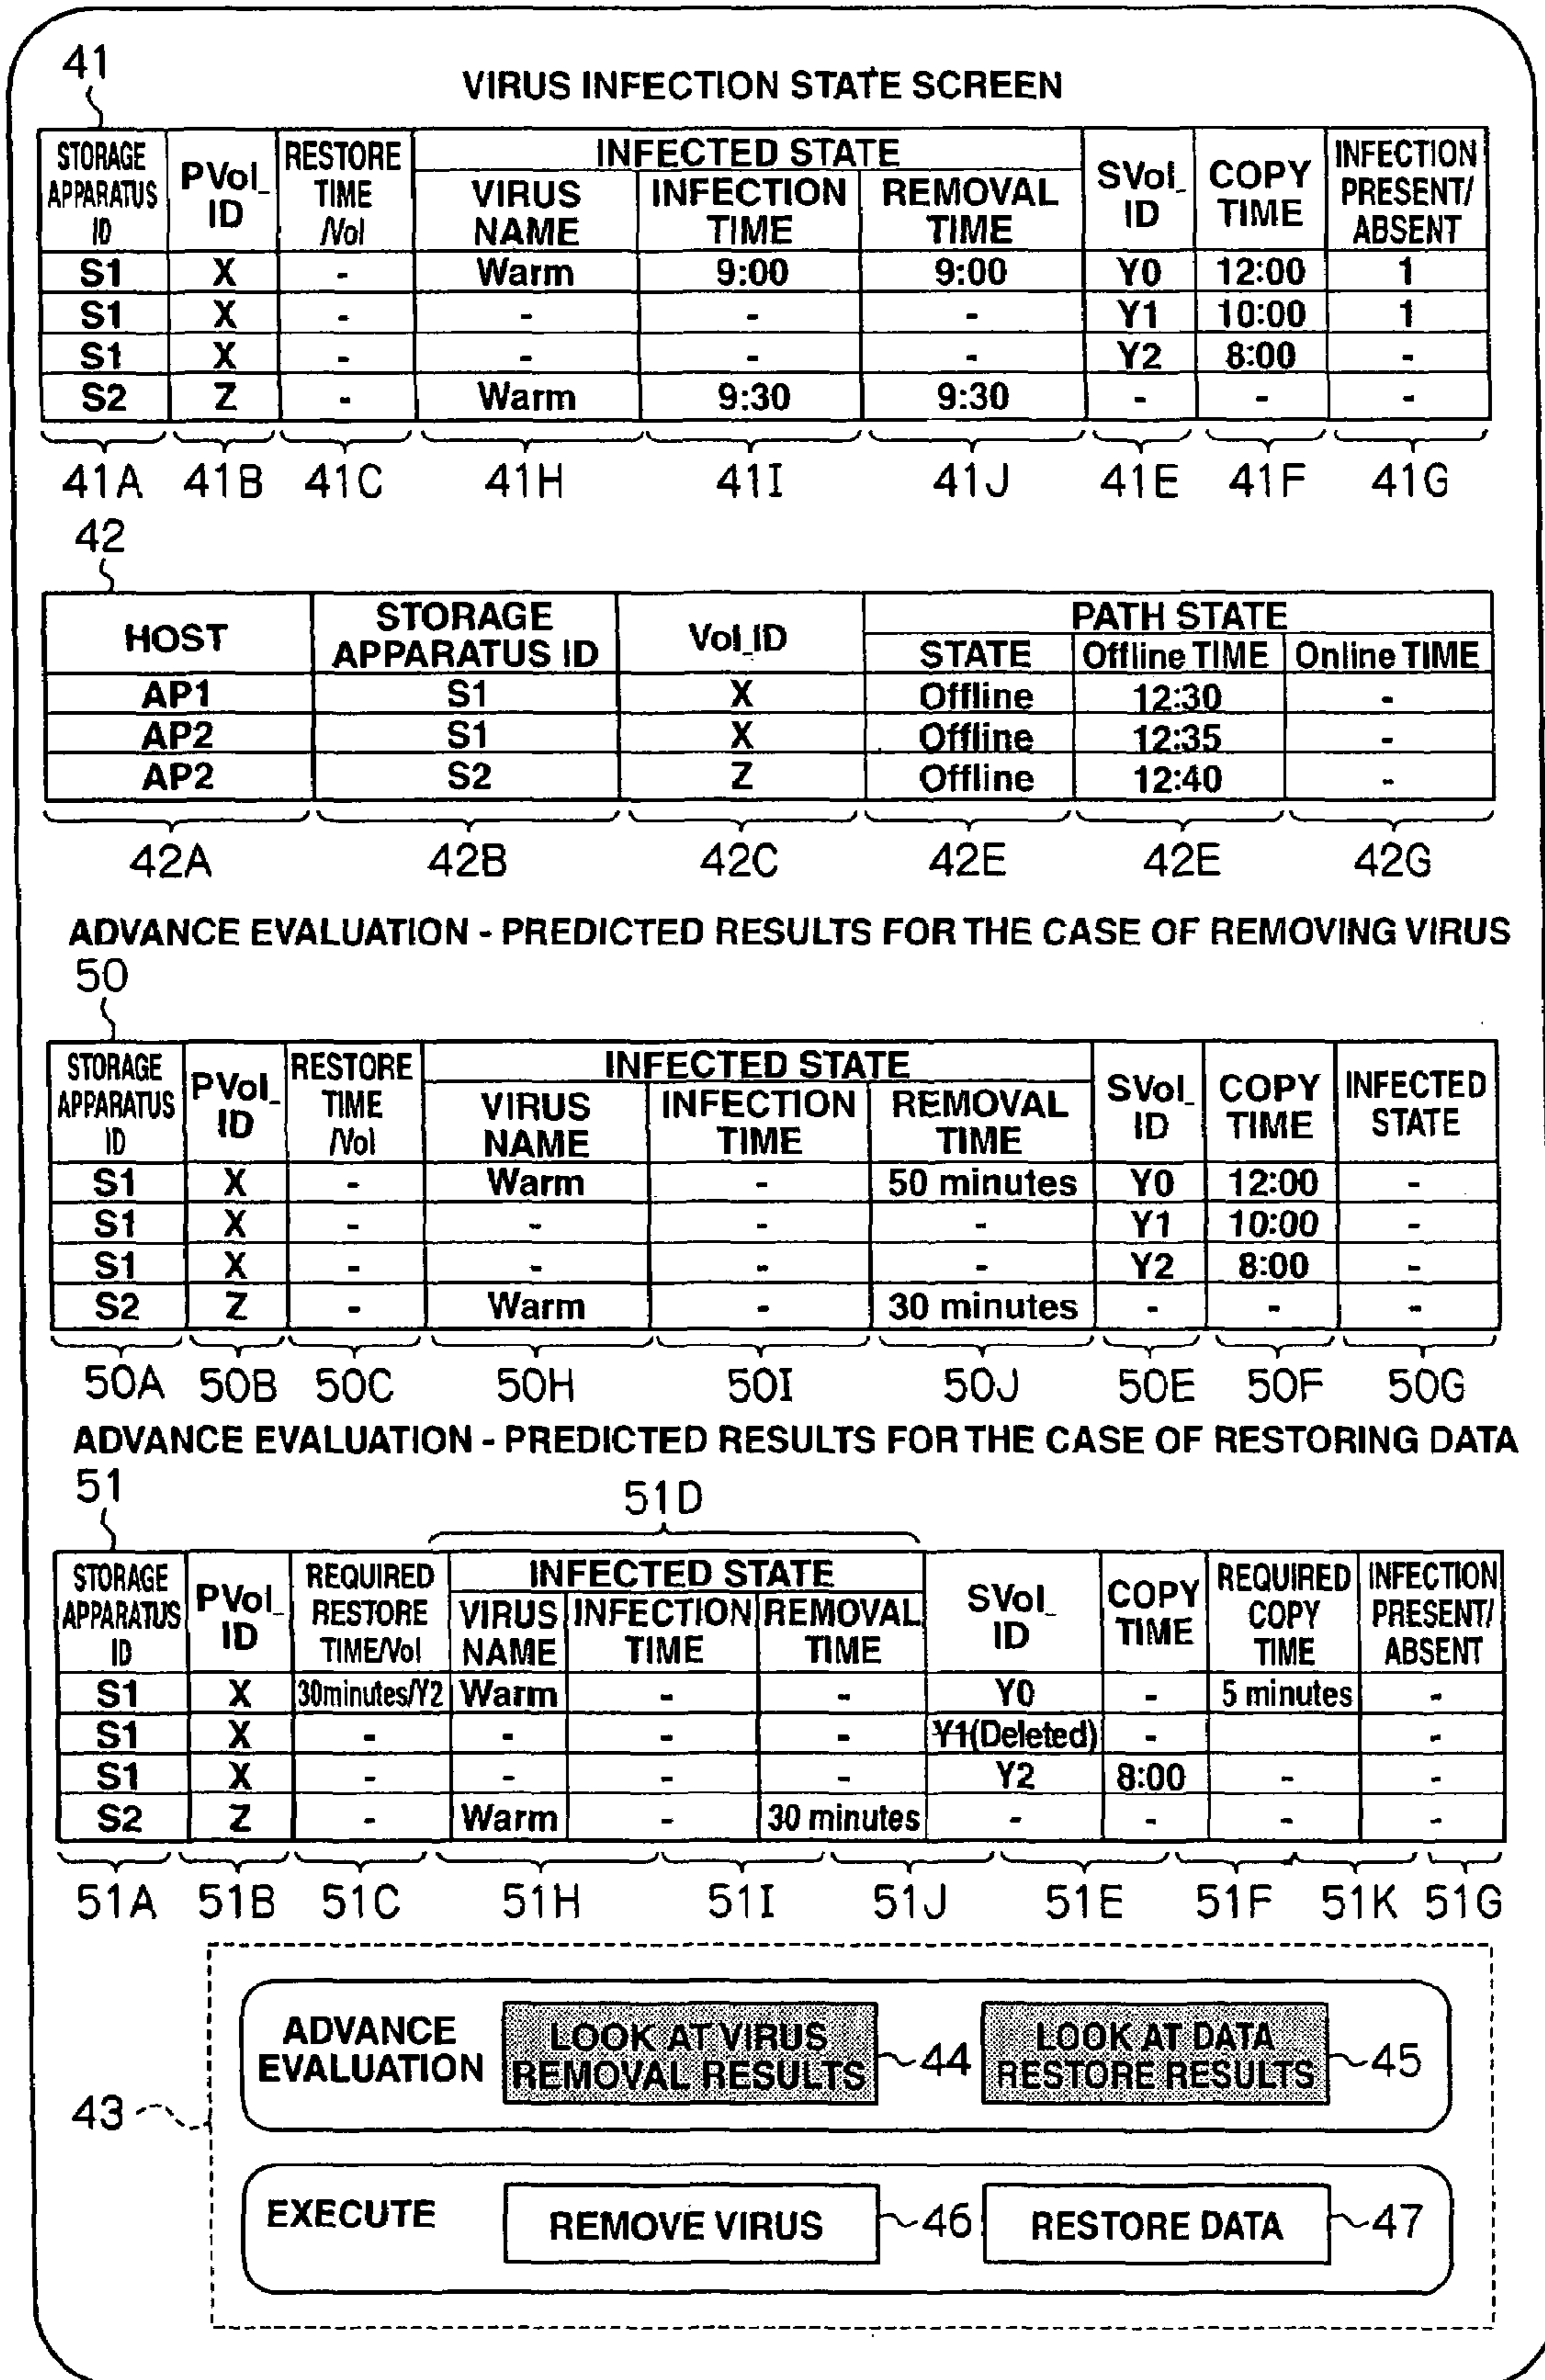 41
VIRUS INFECTION STATE SCREEN
STORAGE APPARATUS ID | PVol_ID | RESTORE TIME /Vol | INFECTED STATE | SVol_ID | COPY TIME | INFECTION PRESENT/ ABSENT
VIRUS NAME | INFECTION TIME | REMOVAL TIME
S1 | X | - | Warm | 9:00 | 9:00 | Y0 | 12:00 | 1
S1 | X | - | - | - | - | Y1 | 10:00 | 1
S1 | X | - | - | - | - | Y2 | 8:00 | -
S2 | Z | - | Warm | 9:30 | 9:30 | - | - | -
41A 41B 41C 41H 41I 41J 41E 41F 41G
42
HOST | STORAGE APPARATUS ID | Vol_ID | PATH STATE
STATE | Offline TIME | Online TIME
AP1 | S1 | X | Offline | 12:30 | -
AP2 | S1 | X | Offline | 12:35 | -
AP2 | S2 | Z | Offline | 12:40 | -
42A 42B 42C 42E 42E 42G
ADVANCE EVALUATION - PREDICTED RESULTS FOR THE CASE OF REMOVING VIRUS
50
STORAGE APPARATUS ID | PVol_ID | RESTORE TIME /Vol | INFECTED STATE | SVol_ID | COPY TIME | INFECTED STATE
VIRUS NAME | INFECTION TIME | REMOVAL TIME
S1 | X | - | Warm | - | 50 minutes | Y0 | 12:00 | -
S1 | X | - | - | - | - | Y1 | 10:00 | -
S1 | X | - | - | - | - | Y2 | 8:00 | -
S2 | Z | - | Warm | - | 30 minutes | - | - | -
50A 50B 50C 50H 50I 50J 50E 50F 50G
ADVANCE EVALUATION - PREDICTED RESULTS FOR THE CASE OF RESTORING DATA
51
51D
STORAGE APPARATUS ID | PVol_ID | REQUIRED RESTORE TIME/Vol | INFECTED STATE | SVol_ID | COPY TIME | REQUIRED COPY TIME | INFECTION PRESENT/ ABSENT
VIRUS NAME | INFECTION TIME | REMOVAL TIME
S1 | X | 30minutes/Y2 | Warm | - | - | Y0 | - | 5 minutes | -
S1 | X | - | - | - | - | Y1(Deleted) | - | | -
S1 | X | - | - | - | - | Y2 | 8:00 | - | -
S2 | Z | - | Warm | - | 30 minutes | - | - | - | -
51A 51B 51C 51H 51I 51J 51E 51F 51K 51G
43
ADVANCE EVALUATION
LOOK AT VIRUS REMOVAL RESULTS
44
LOOK AT DATA RESTORE RESULTS
45
EXECUTE
REMOVE VIRUS
46
RESTORE DATA
47